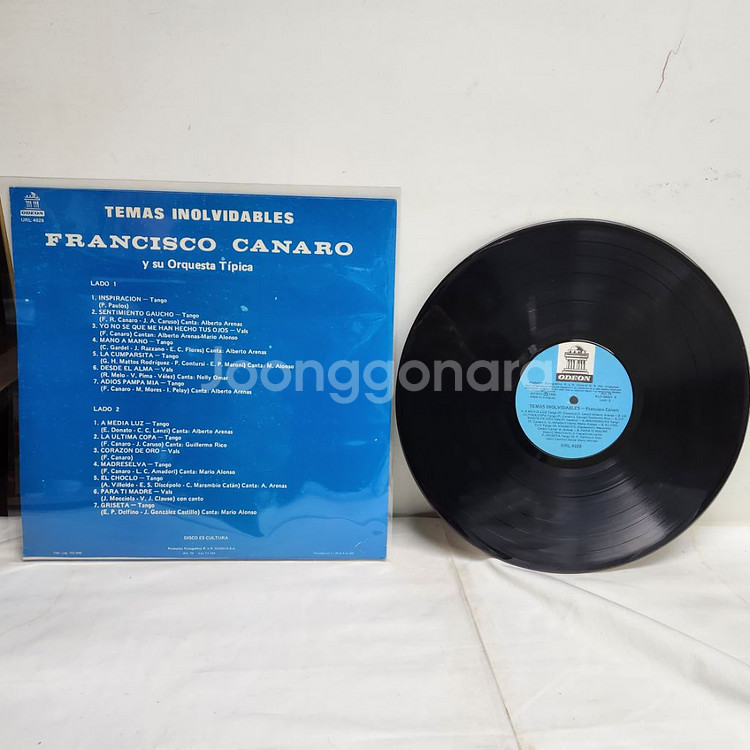 ODEON
URL 4028
TEMAS INOLVIDABLES
FRANCISCO CANARO
y su Orquesta Típica
LADO 1
1. INSPIRACION — Tango
(P. Paulos)
2. SENTIMIENTO GAUCHO — Tango
(F. R. Canaro - J. A. Caruso) Canta: Alberto Arenas
3. YO NO SE QUE ME HAN HECHO TUS OJOS — Vals
(F. Canaro) Cantan: Alberto Arenas-Mario Alonso
4. MANO A MANO — Tango
(C. Gardel - J. Razzano - E. C. Flores) Canta: Alberto Arenas
5. LA CUMPARSITA — Tango
(G. H. Mattos Rodríguez - P. Contursi - E. P. Maroni) Canta: M. Alonso
6. DESDE EL ALMA — Vals
(R. Melo - V. Pima - Vélez) Canta: Nelly Omar
7. ADIOS PAMPA MIA — Tango
(F. Canaro - M. Mores - I. Pelay) Canta: Alberto Arenas
LADO 2
1. A MEDIA LUZ — Tango
(E. Donato - C. C. Lenzi) Canta: Alberto Arenas
2. LA ULTIMA COPA — Tango
(F. Canaro - J. Caruso) Canta: Guillermo Rico
3. CORAZON DE ORO — Vals
(F. Canaro)
4. MADRESELVA — Tango
(F. Canaro - L. C. Amadori) Canta: Mario Alonso
5. EL CHOCLO — Tango
(A. Villoldo - E. S. Discépolo - C. Marambio Catán) Canta: A. Arenas
6. PARA TI MADRE — Vals
(J. Mocciola - V. J. Clauso) con canto
7. GRISETA — Tango
(E. P. Delfino - J. González Castillo) Canta: Mario Alonso
DISCO ES CULTURA
joonggonara
ODEON
TEMAS INOLVIDABLES — Francisco Canaro
URL 4028